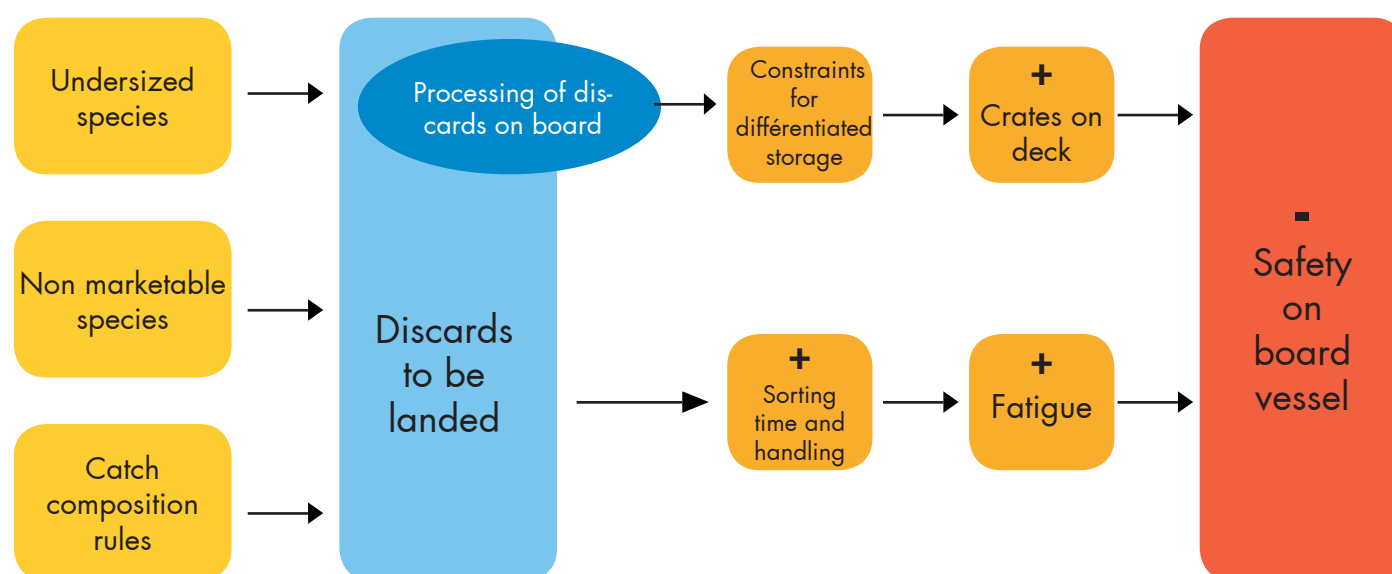 Undersized
species
Non marketable
species
Catch
composition
rules
Processing of dis-
cards on board
Discards
to be
landed
Constraints
for
différentiated
storage
+
Crates on
deck
+
Sorting
time and
handling
+
Fatigue
-
Safety
on
board
vessel